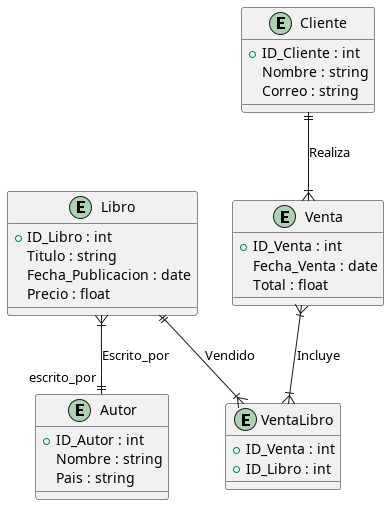 E Cliente
ID_Cliente : int
Nombre : string
Correo : string
Realiza
E Libro
ID_Libro : int
Titulo : string
Fecha_Publicacion : date
Precio : float
E Venta
ID_Venta : int
Fecha_Venta : date
Total : float
Escrito_por
Vendido
Incluye
escrito_por
E Autor
ID_Autor : int
Nombre : string
Pais : string
E VentaLibro
ID_Venta : int
ID_Libro : int